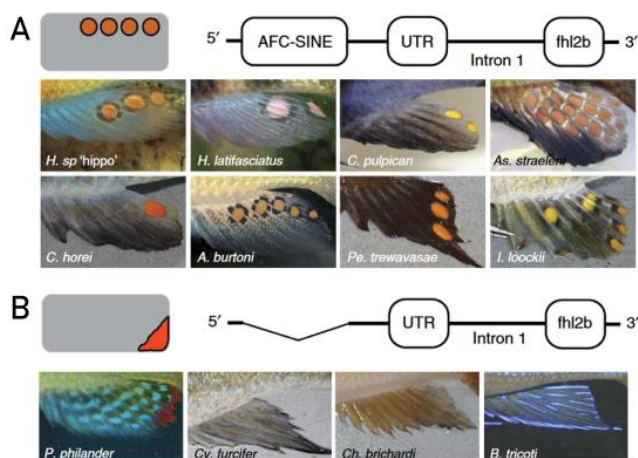 A
5′ AFC-SINE UTR Intron 1 fhl2b 3′
H. sp 'hippo' H. latifasciatus C. pulpican As. straeleni
C. horei A. burtoni Pe. trewavasae I. loockii
B
5′ UTR Intron 1 fhl2b 3′
P. philander Cy. furcifer Ch. brichardi B. tricoti